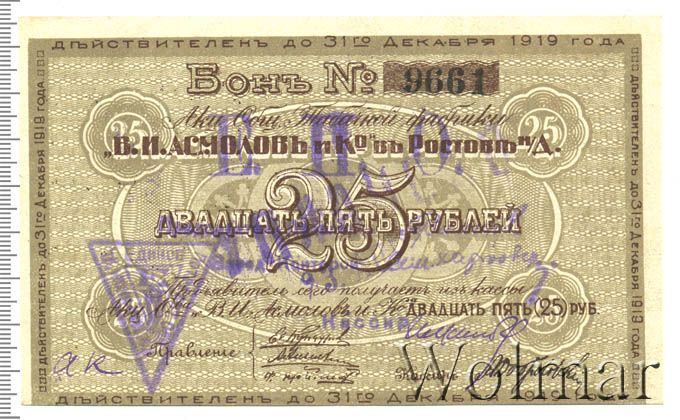 ДѢЙСТВИТЕЛЕНЪ ДО 31ГО ДЕКАБРЯ 1919 ГОДА
Бонъ № 9661
25 25
Акц. Общ. Табачной фабрики
„В.И.АСМОЛОВЪ и Ко" въ Ростовѣ н/Д.
Е. П. О.
25
ДВАДЦАТЬ ПЯТЬ РУБЛЕЙ
Предъявитель сего получаетъ изъ кассы
Акц. Общ. „В.И. Асмоловъ и Ко" ДВАДЦАТЬ ПЯТЬ (25) РУБ.
25 25
Кассир
Правленіе
Кассиръ
ДѢЙСТВИТЕЛЕНЪ ДО 31ГО ДЕКАБРЯ 1919 ГОДА
ДѢЙСТВИТЕЛЕНЪ ДО 31ГО ДЕКАБРЯ 1919 ГОДА
ДѢЙСТВИТЕЛЕНЪ ДО 31ГО ДЕКАБРЯ 1919 ГОДА
Wolmar